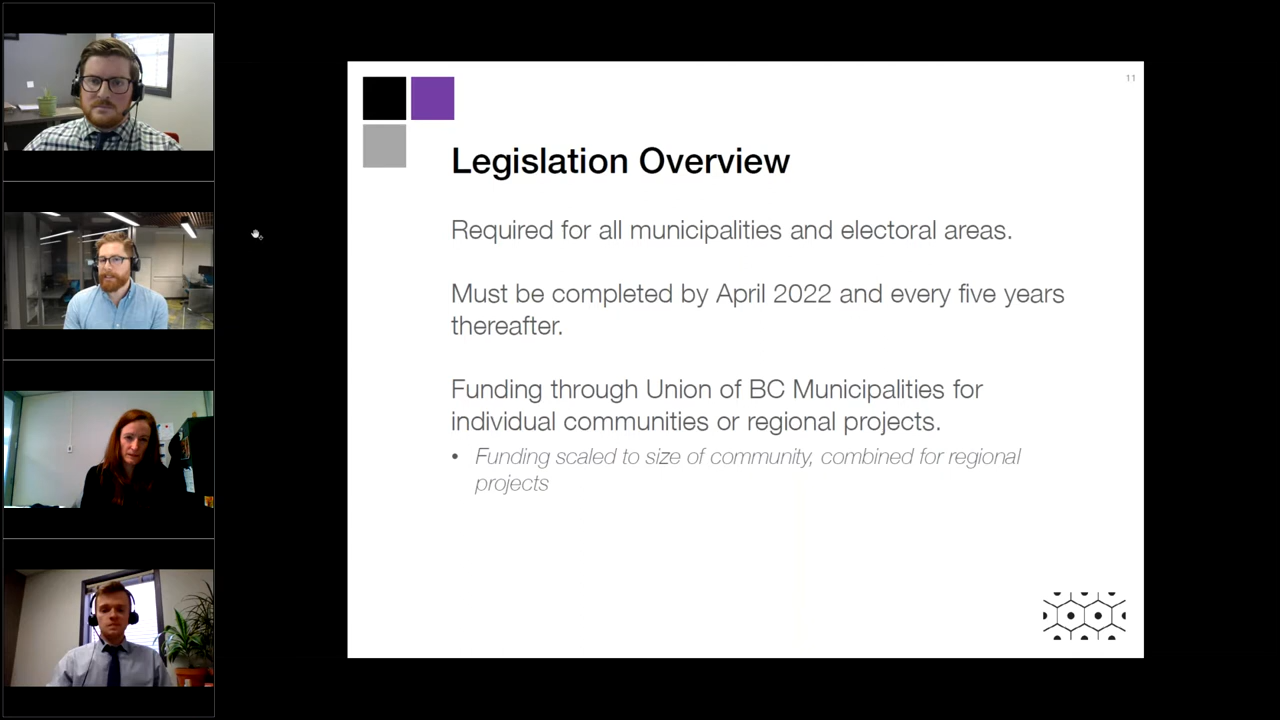 11
Legislation Overview
Required for all municipalities and electoral areas.
Must be completed by April 2022 and every five years
thereafter.
Funding through Union of BC Municipalities for
individual communities or regional projects.
• Funding scaled to size of community, combined for regional
projects